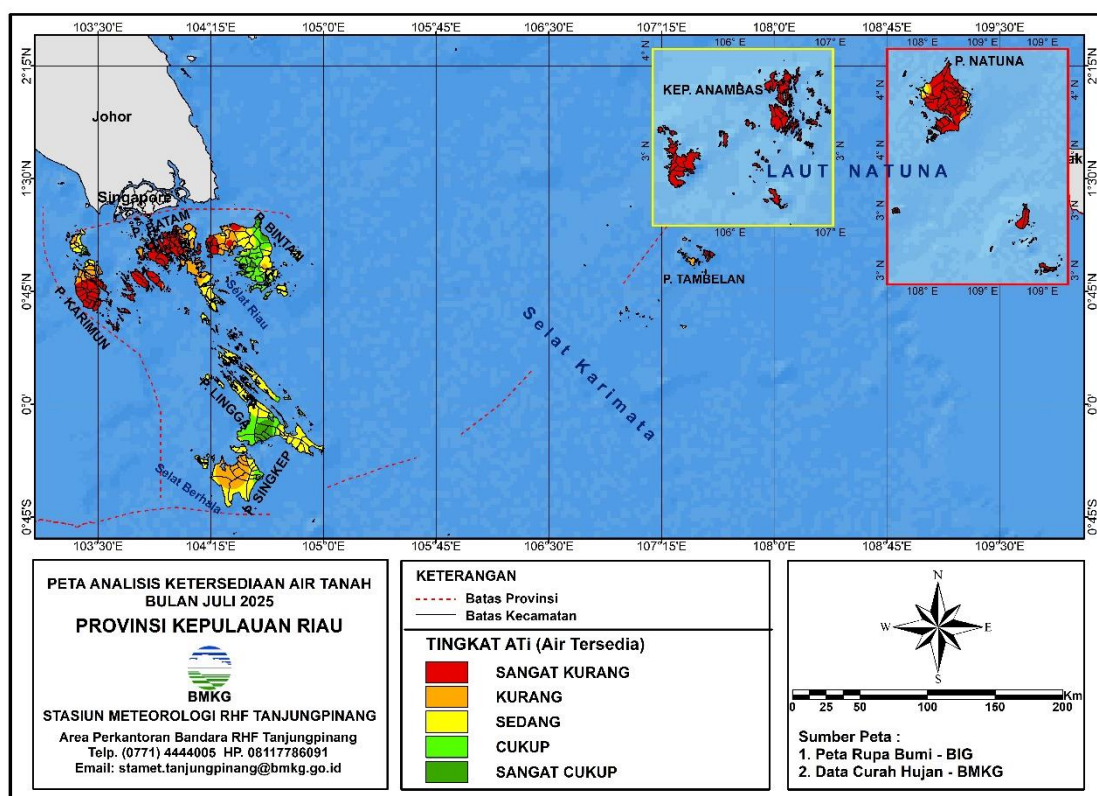 103°30'E 104°15'E 105°0'E 105°45'E 106°30'E 107°15'E 108°0'E 108°45'E 109°30'E
2°15'N
1°30'N
0°45'N
0°0'
0°45'S
2°15'N
1°30'N
0°45'N
0°0'
0°45'S
Johor
Singapore
P. BATAM
P. BINTAN
P. KARIMUN
Selat Riau
P. LINGGA
P. SINGKEP
Selat Berhala
Selat Karimata
P. TAMBELAN
LAUT NATUNA
106° E 107° E
4° N
KEP. ANAMBAS
3° N 3° N
106° E 107° E
108° E 109° E 109° E
P. NATUNA
4° N 4° N
4° N 4° N
3° N 3° N
3° N 3° N
108° E 109° E 109° E
ak
PETA ANALISIS KETERSEDIAAN AIR TANAH
BULAN JULI 2025
PROVINSI KEPULAUAN RIAU
BMKG
STASIUN METEOROLOGI RHF TANJUNGPINANG
Area Perkantoran Bandara RHF Tanjungpinang
Telp. (0771) 4444005 HP. 08117786091
Email: stamet.tanjungpinang@bmkg.go.id
KETERANGAN
Batas Provinsi
Batas Kecamatan
TINGKAT ATi (Air Tersedia)
SANGAT KURANG
KURANG
SEDANG
CUKUP
SANGAT CUKUP
N
W E
S
Km
0 25 50 100 150 200
Sumber Peta :
1. Peta Rupa Bumi - BIG
2. Data Curah Hujan - BMKG
103°30'E 104°15'E 105°0'E 105°45'E 106°30'E 107°15'E 108°0'E 108°45'E 109°30'E